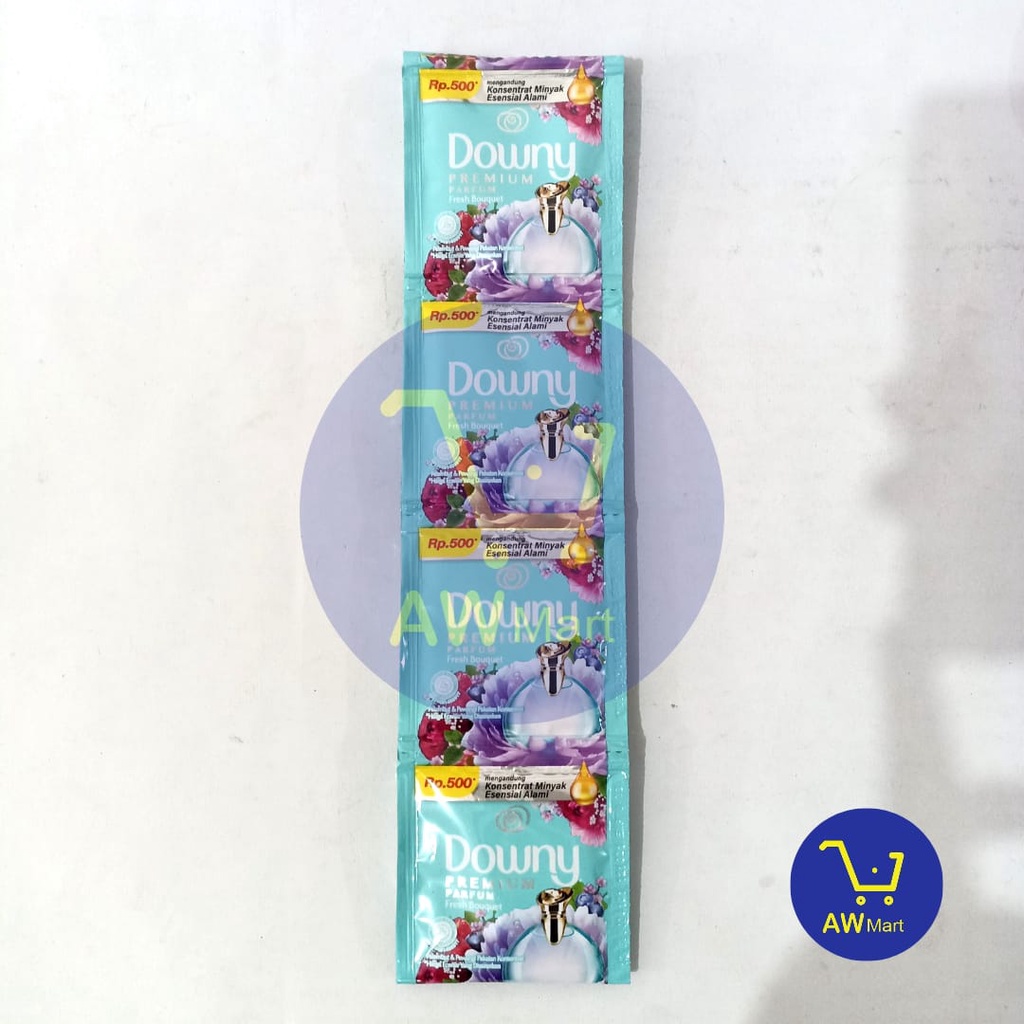 Rp.500*
mengandung
Konsentrat Minyak
Esensial Alami
Downy
PREMIUM
PARFUM
Fresh Bouquet
Rp.500*
mengandung
Konsentrat Minyak
Esensial Alami
Downy
PREMIUM
PARFUM
Fresh Bouquet
Rp.500*
mengandung
Konsentrat Minyak
Esensial Alami
Downy
PREMIUM
PARFUM
Fresh Bouquet
AW Mart
Rp.500*
mengandung
Konsentrat Minyak
Esensial Alami
Downy
PREMIUM
PARFUM
Fresh Bouquet
AW Mart